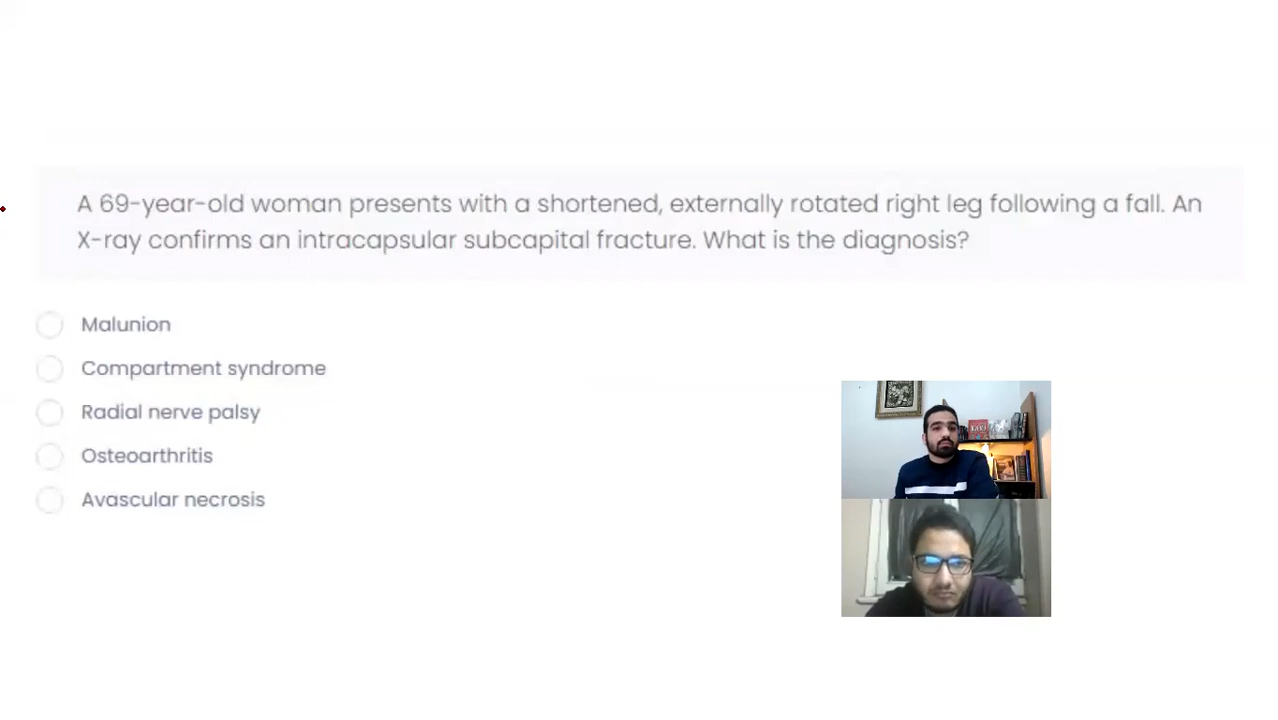 A 69-year-old woman presents with a shortened, externally rotated right leg following a fall. An
X-ray confirms an intracapsular subcapital fracture. What is the diagnosis?
Malunion
Compartment syndrome
Radial nerve palsy
Osteoarthritis
Avascular necrosis